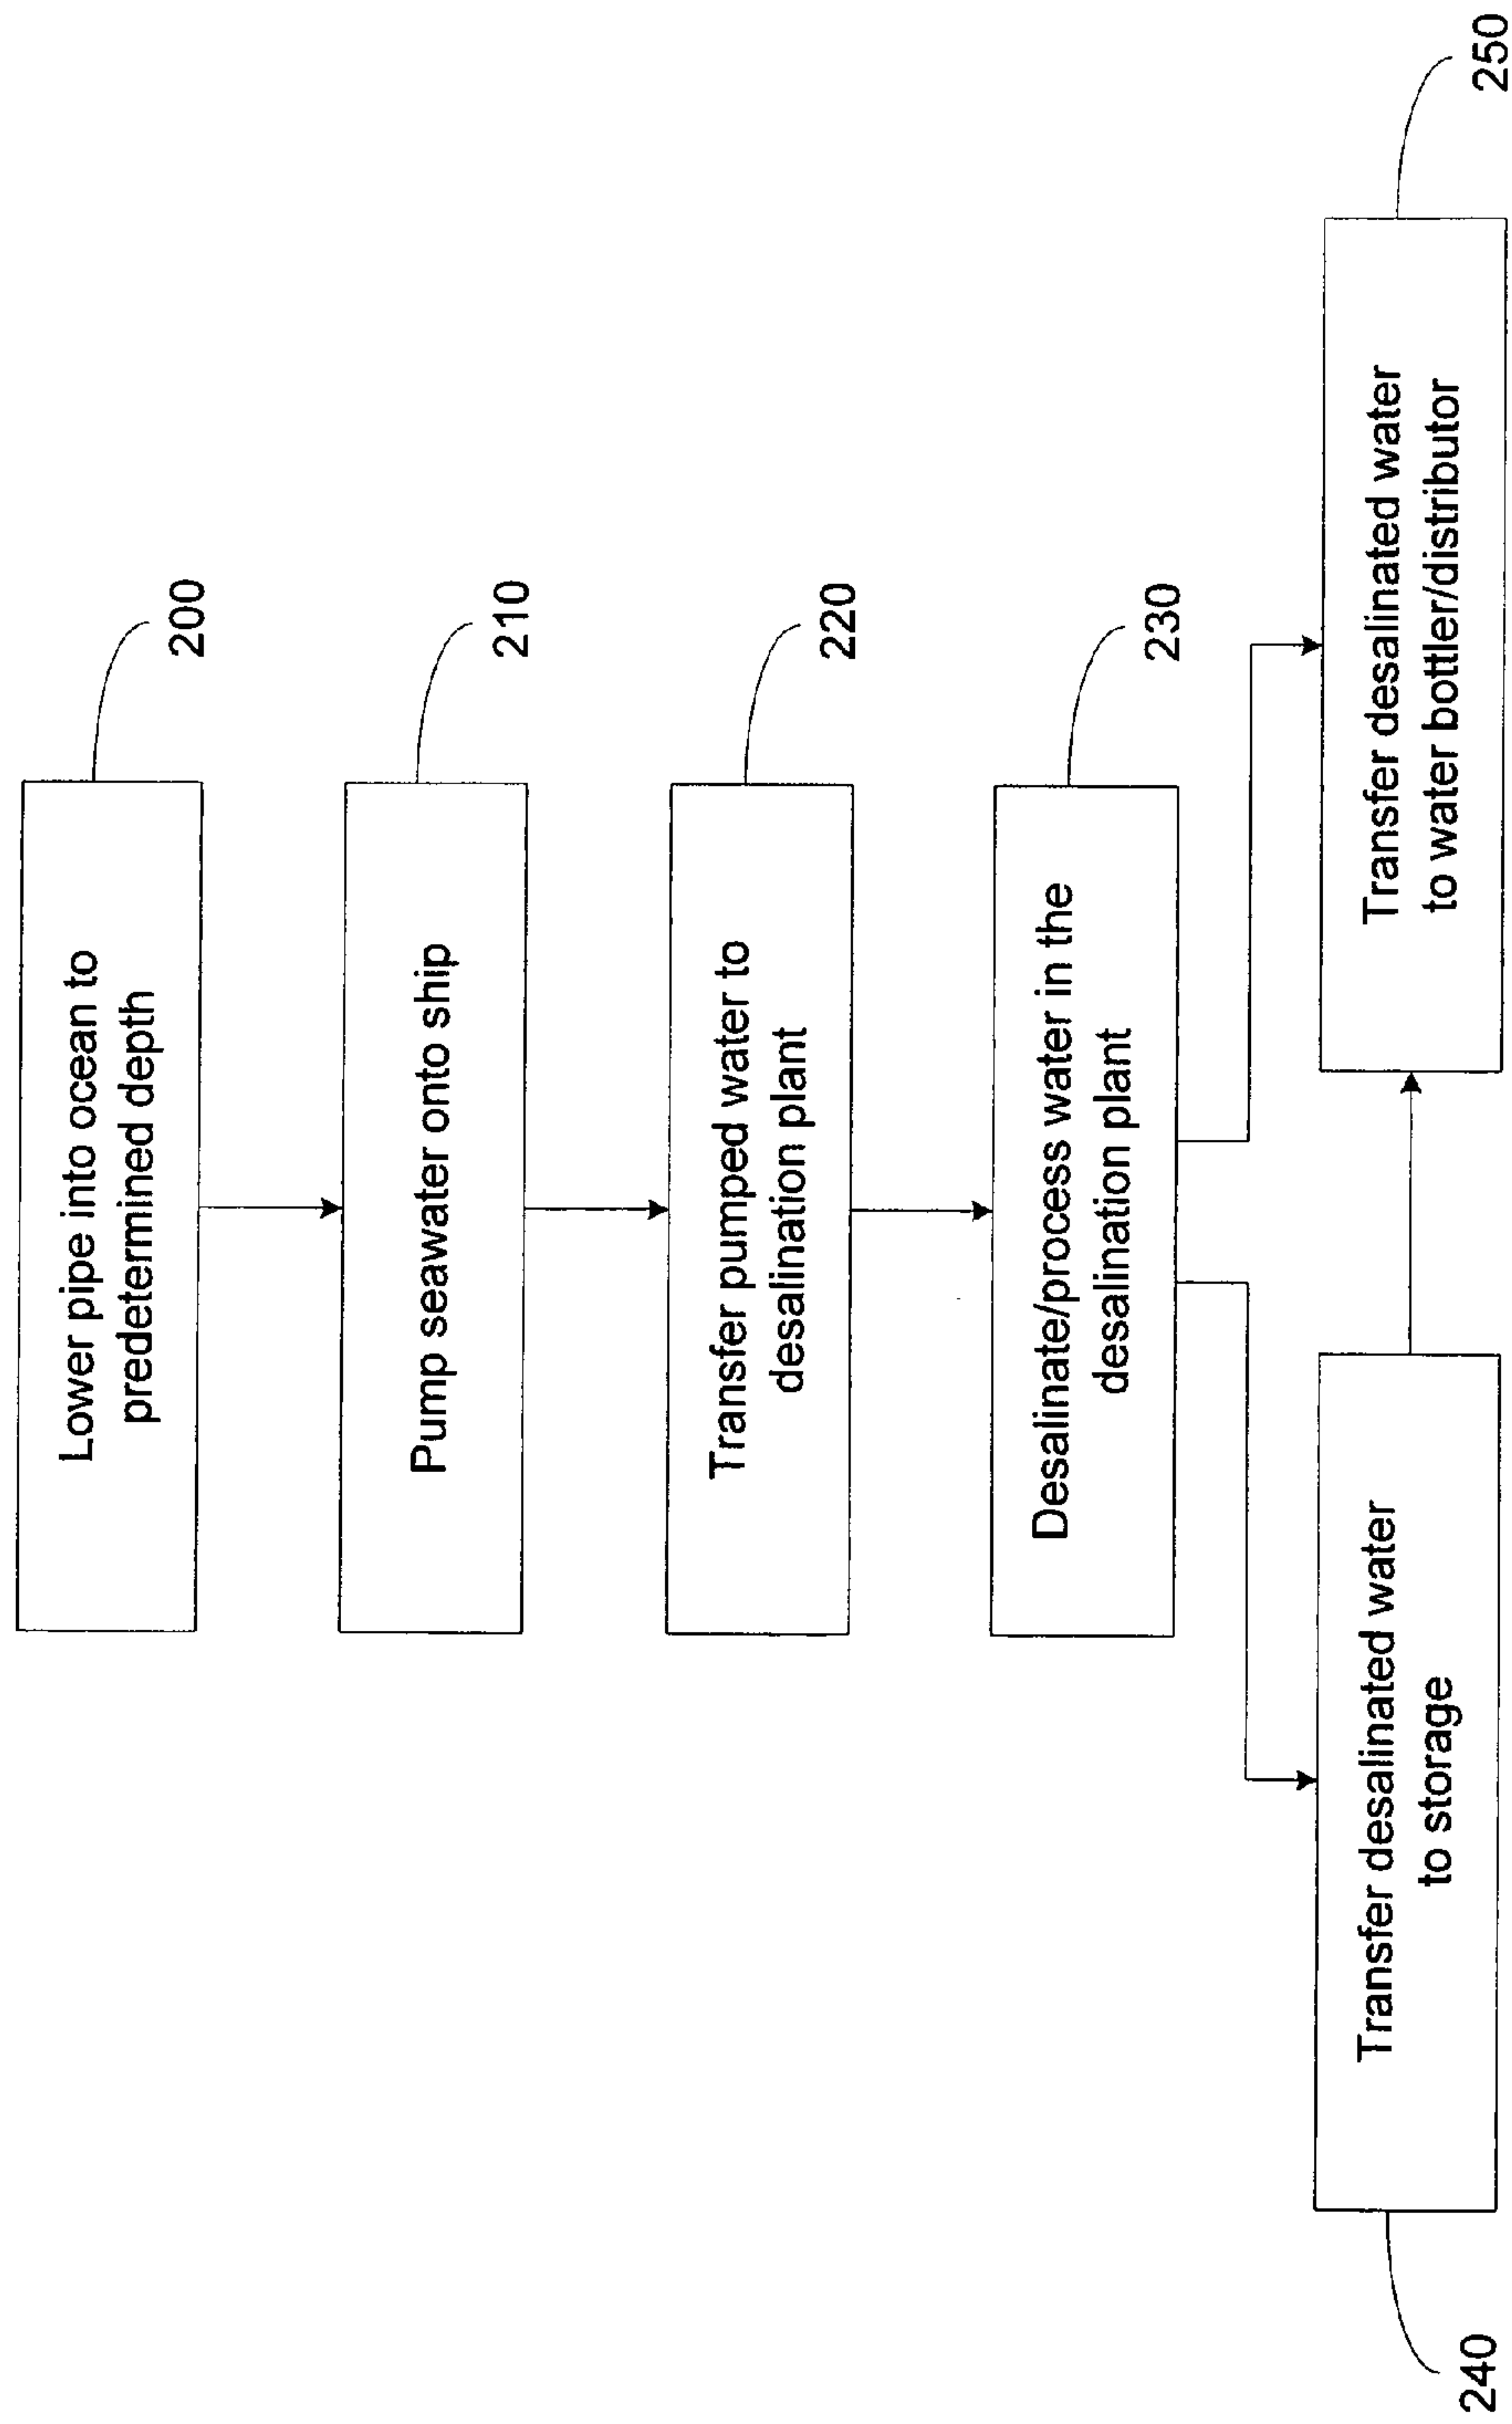 Lower pipe into ocean to
predetermined depth
200
Pump seawater onto ship
210
Transfer pumped water to
desalination plant
220
Desalinate/process water in the
desalination plant
230
Transfer desalinated water
to storage
240
Transfer desalinated water
to water bottler/distributor
250